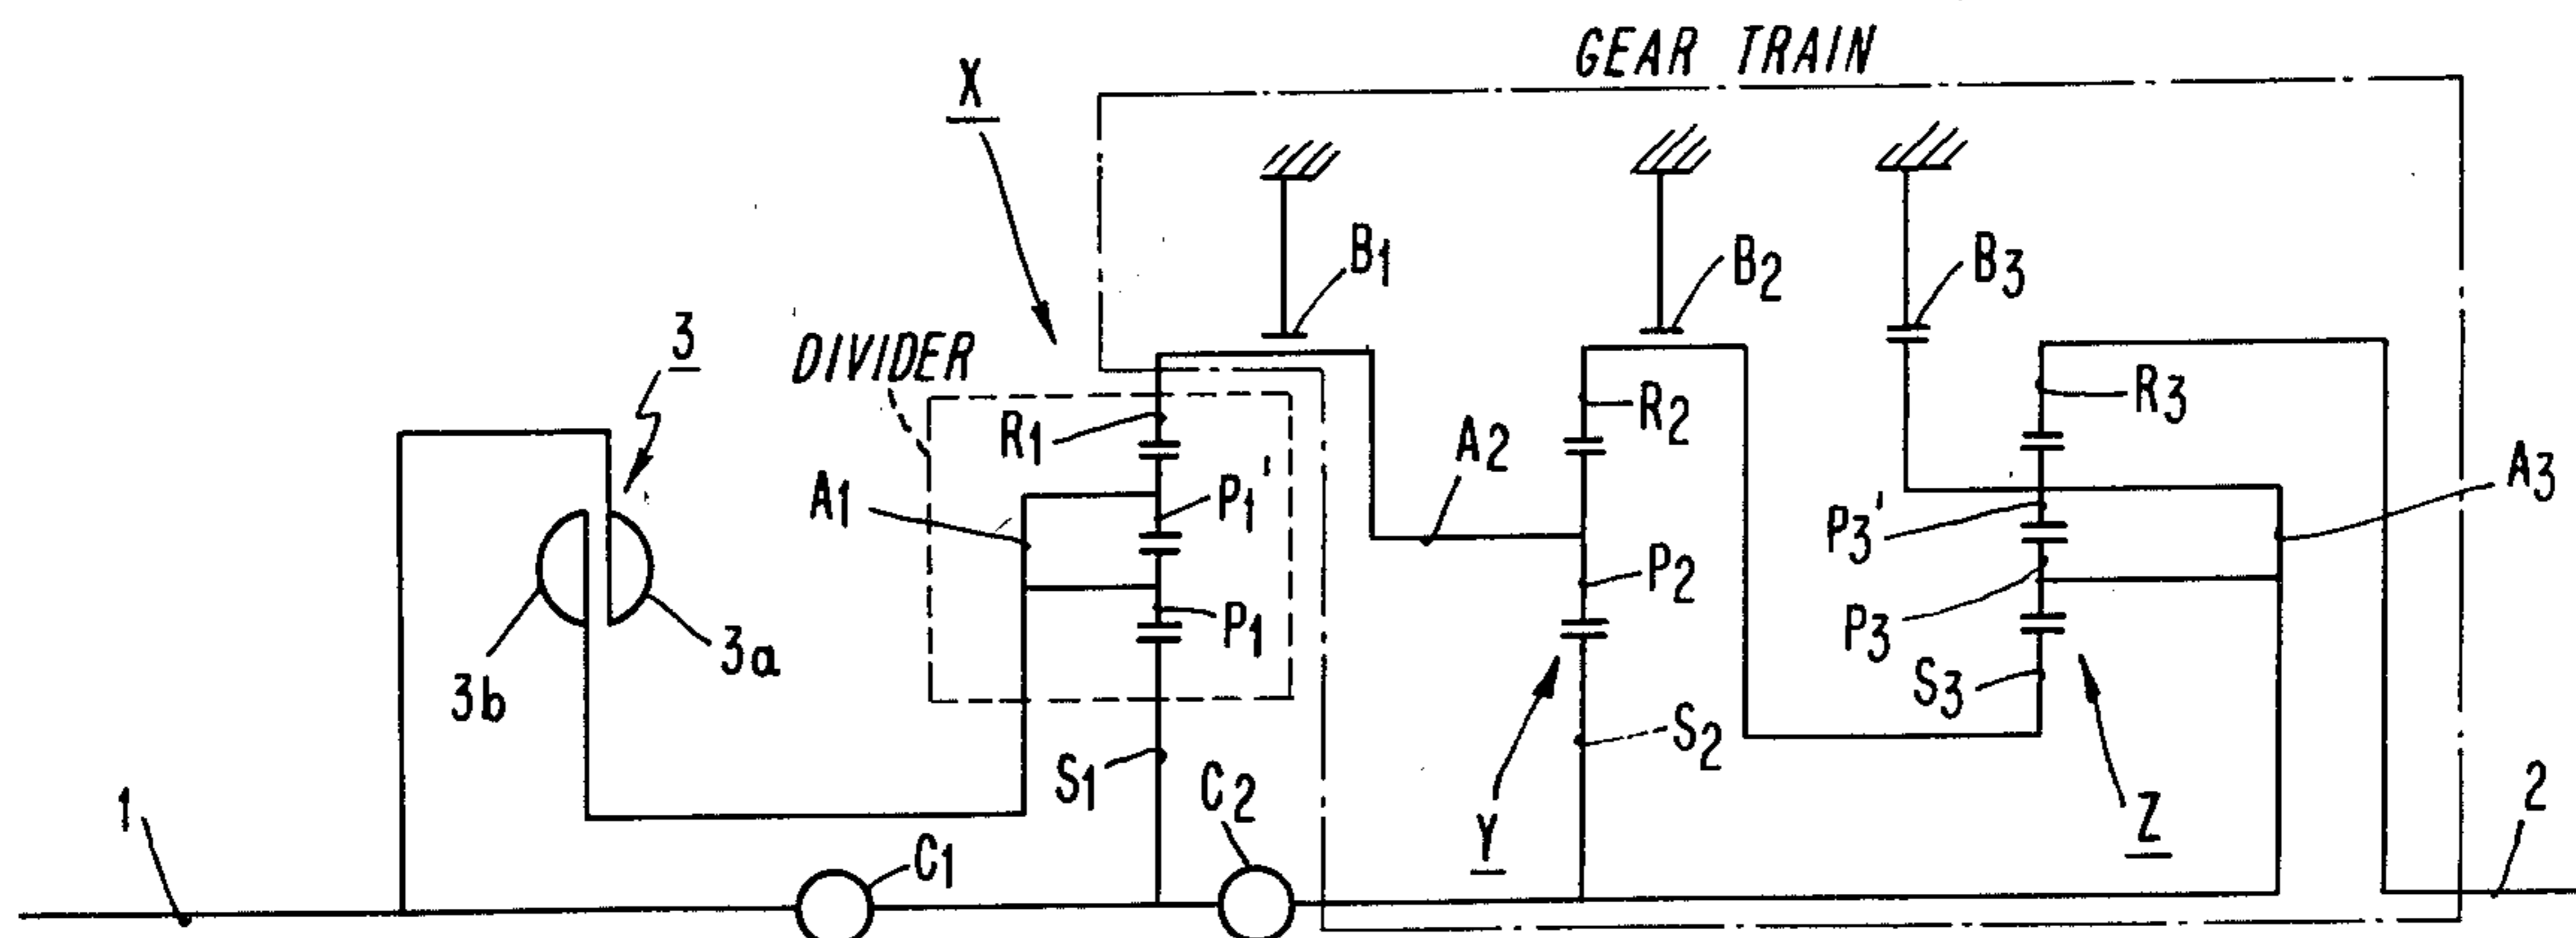 GEAR TRAIN
X
B1
B2
B3
3
DIVIDER
R1
R2
R3
A1
A2
A3
P1'
P3'
P2
P1
P3
3a
3b
S3
S1
S2
C2
1
C1
Y
Z
2